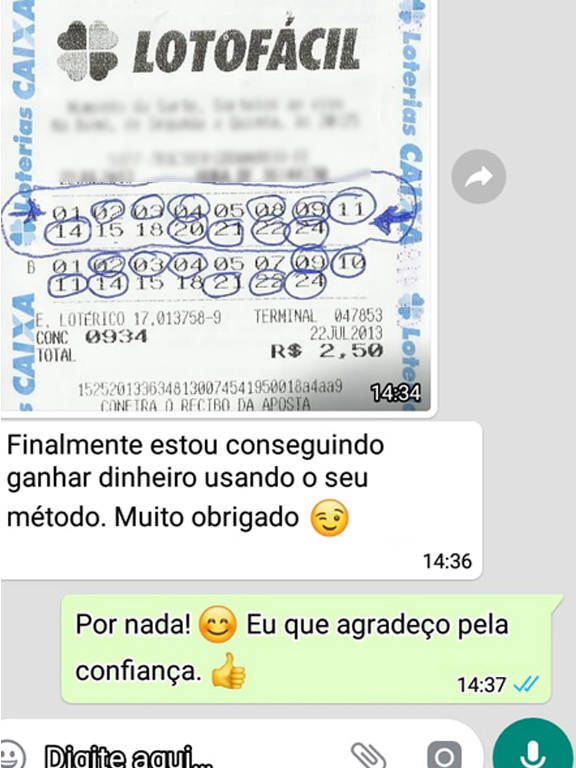 LOTOFÁCIL
Loterias CAIXA
Loterias CAIXA
01 02 03 04 05 08 09 11
14 15 18 20 21 22 24
B 01 02 03 04 05 07 09 10
11 14 15 18 21 22 24
E. LOTÉRICO 17,013758-9 TERMINAL 047853
CONC 0934 22JUL2013
TOTAL R$ 2,50
15252013363481300745419500 18a4aa9
CONFIRA O RECIBO DA APOSTA
14:34
S CAIXA
Lote
Finalmente estou conseguindo
ganhar dinheiro usando o seu
método. Muito obrigado 😉
14:36
Por nada! 😊 Eu que agradeço pela
confiança. 👍
14:37
Digite aqui...